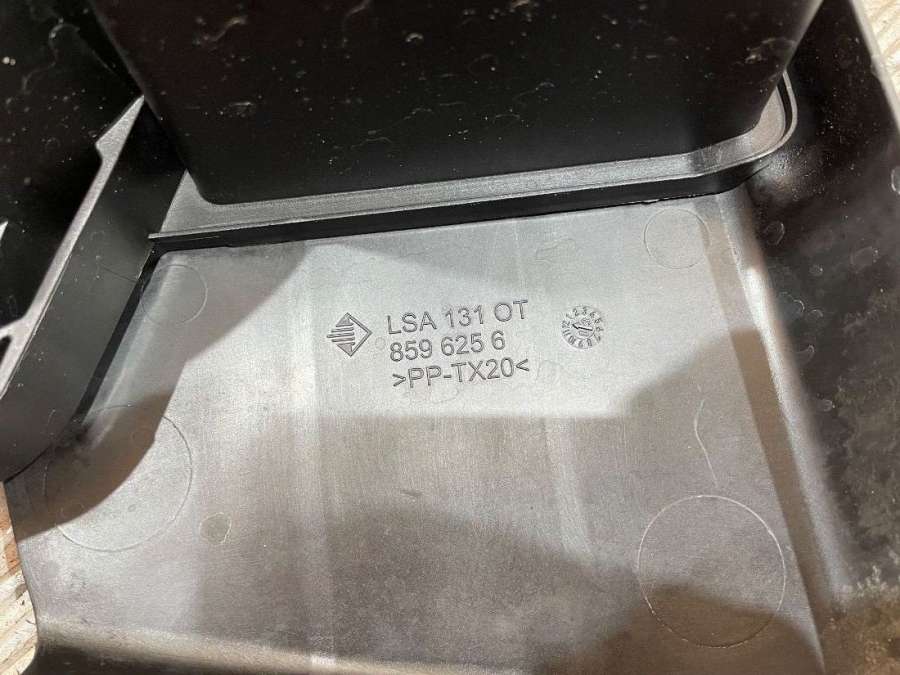 LSA 131 OT
859 625 6
>PP-TX20<